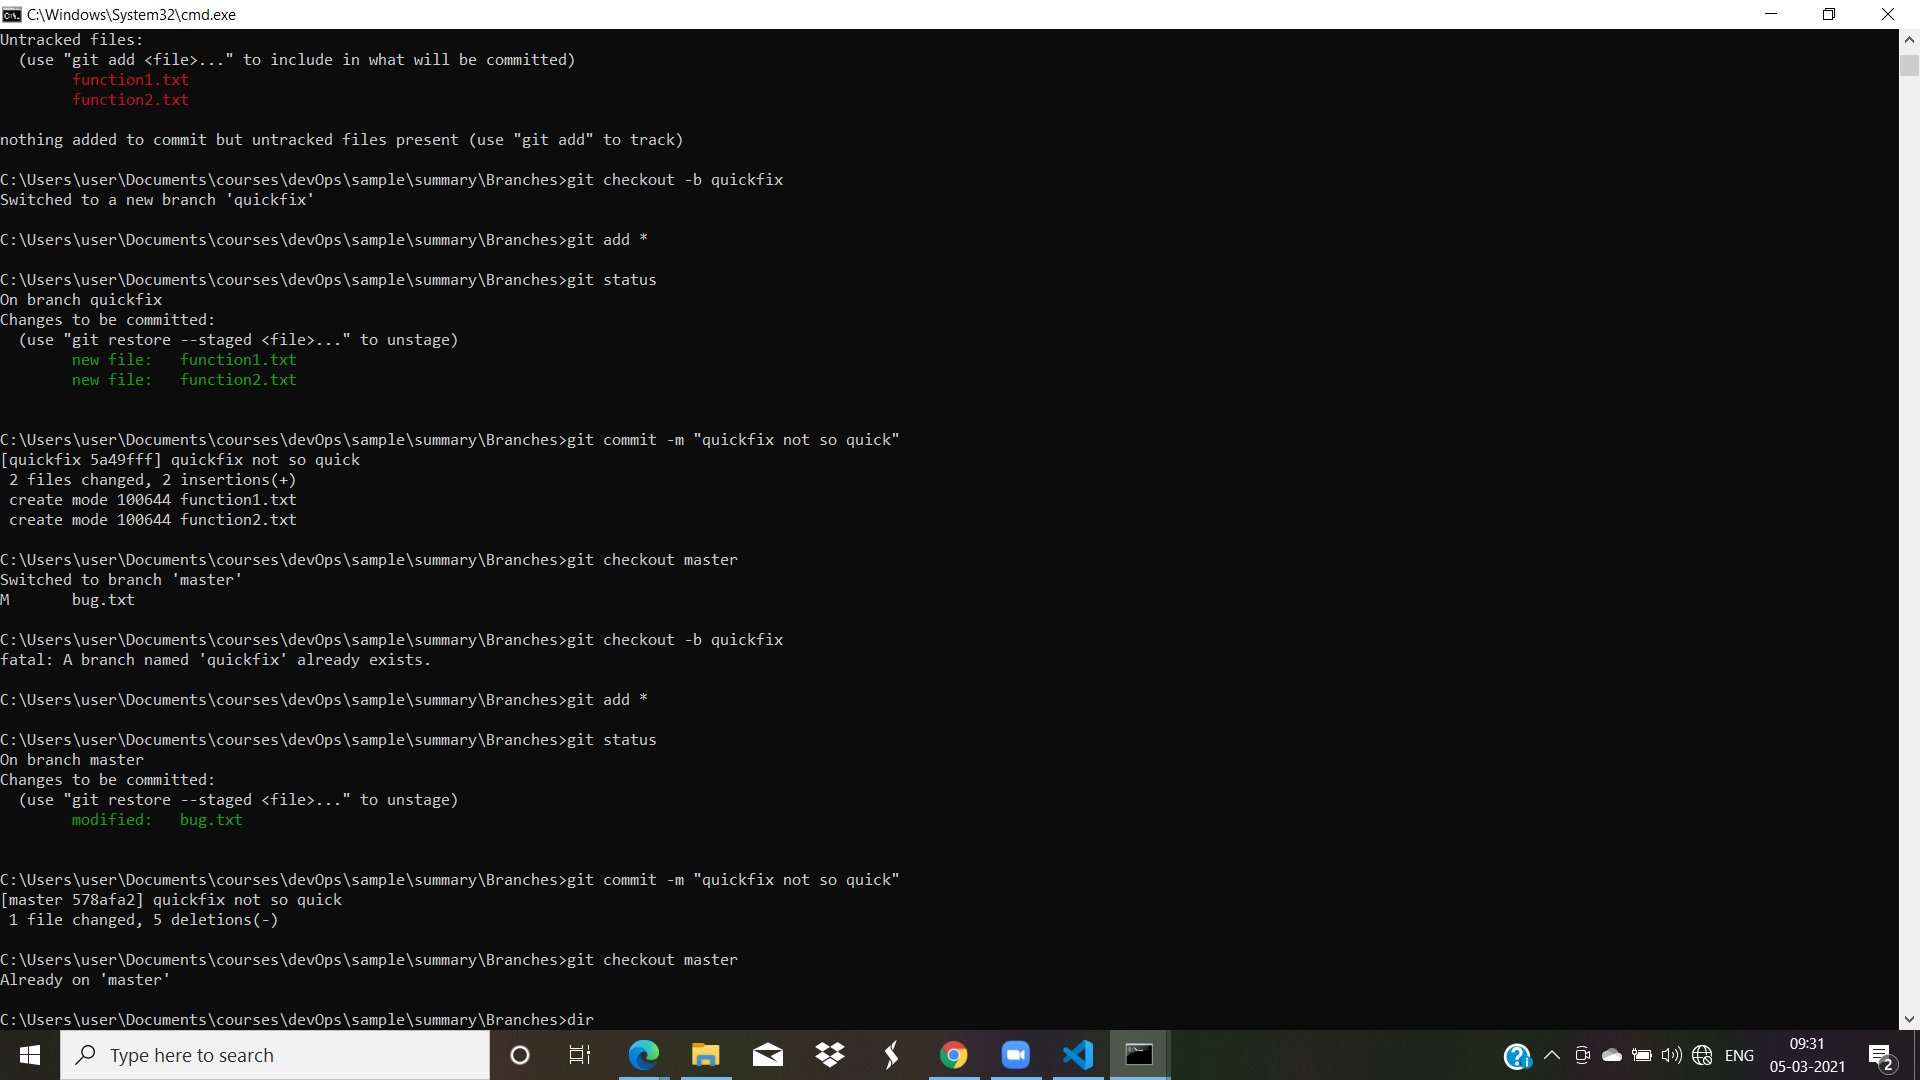 C:\Windows\System32\cmd.exe
Untracked files:
  (use "git add <file>..." to include in what will be committed)
        function1.txt
        function2.txt

nothing added to commit but untracked files present (use "git add" to track)

C:\Users\user\Documents\courses\devOps\sample\summary\Branches>git checkout -b quickfix
Switched to a new branch 'quickfix'

C:\Users\user\Documents\courses\devOps\sample\summary\Branches>git add *

C:\Users\user\Documents\courses\devOps\sample\summary\Branches>git status
On branch quickfix
Changes to be committed:
  (use "git restore --staged <file>..." to unstage)
        new file:   function1.txt
        new file:   function2.txt


C:\Users\user\Documents\courses\devOps\sample\summary\Branches>git commit -m "quickfix not so quick"
[quickfix 5a49fff] quickfix not so quick
 2 files changed, 2 insertions(+)
 create mode 100644 function1.txt
 create mode 100644 function2.txt

C:\Users\user\Documents\courses\devOps\sample\summary\Branches>git checkout master
Switched to branch 'master'
M       bug.txt

C:\Users\user\Documents\courses\devOps\sample\summary\Branches>git checkout -b quickfix
fatal: A branch named 'quickfix' already exists.

C:\Users\user\Documents\courses\devOps\sample\summary\Branches>git add *

C:\Users\user\Documents\courses\devOps\sample\summary\Branches>git status
On branch master
Changes to be committed:
  (use "git restore --staged <file>..." to unstage)
        modified:   bug.txt


C:\Users\user\Documents\courses\devOps\sample\summary\Branches>git commit -m "quickfix not so quick"
[master 578afa2] quickfix not so quick
 1 file changed, 5 deletions(-)

C:\Users\user\Documents\courses\devOps\sample\summary\Branches>git checkout master
Already on 'master'

C:\Users\user\Documents\courses\devOps\sample\summary\Branches>dir
Type here to search
ENG
09:31
05-03-2021
2